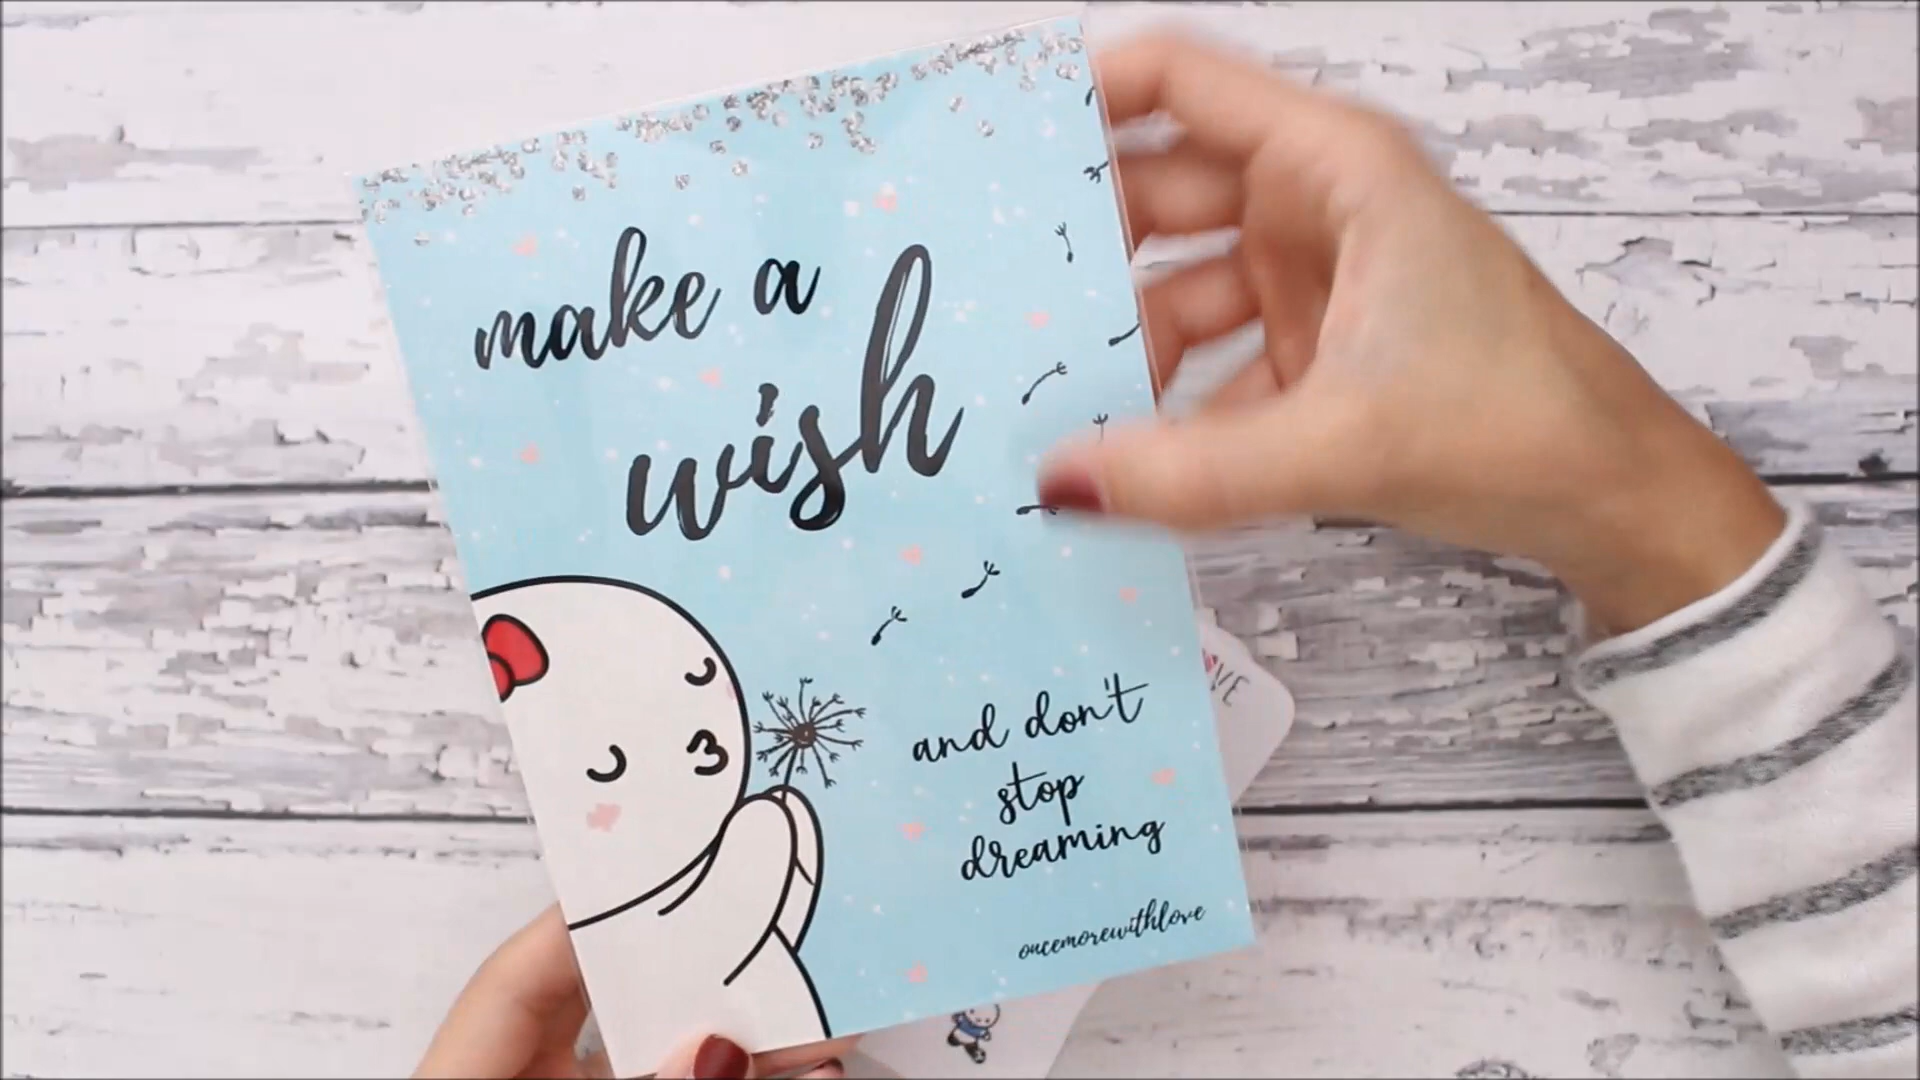 make a
wish
and don't
stop
dreaming
oncemorewithlove